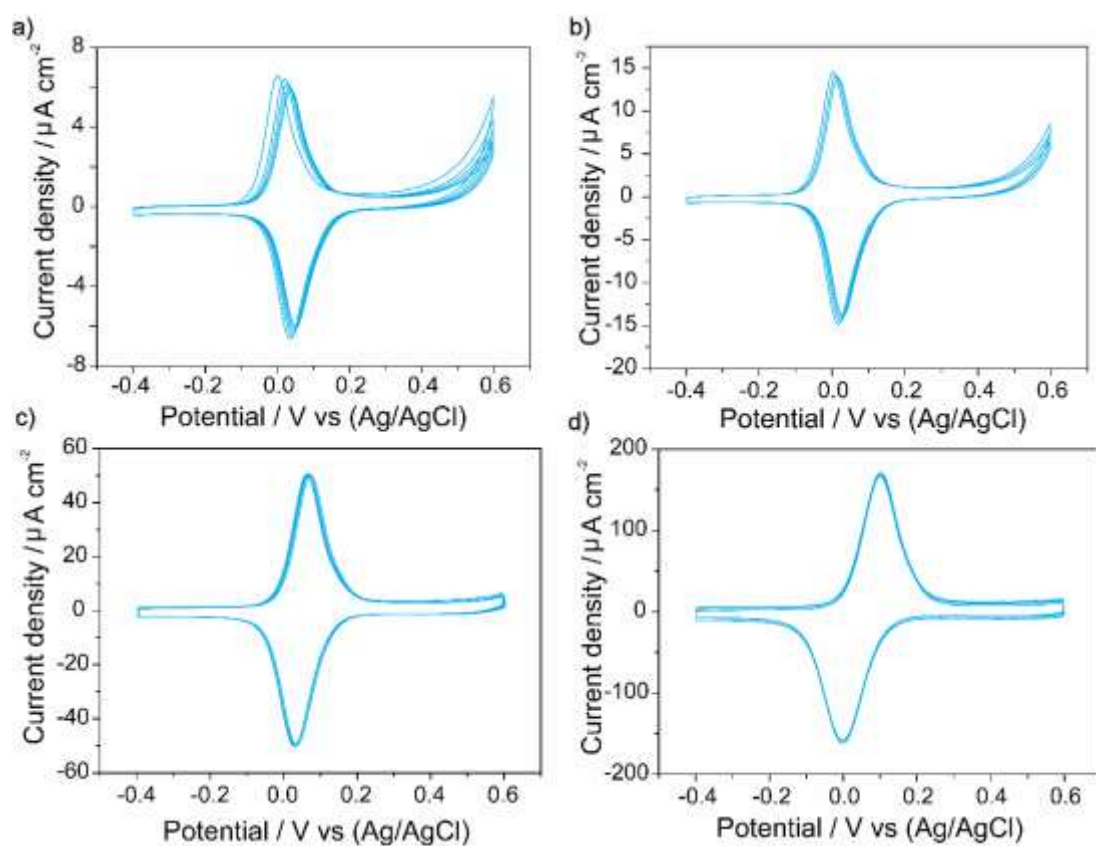 a)
8
4
0
-4
-8
-0.4 -0.2 0.0 0.2 0.4 0.6
Current density / µ A cm⁻²
Potential / V vs (Ag/AgCl)
b)
15
10
5
0
-5
-10
-15
-20
-0.4 -0.2 0.0 0.2 0.4 0.6
Current density / µ A cm⁻²
Potential / V vs (Ag/AgCl)
c)
60
40
20
0
-20
-40
-60
-0.4 -0.2 0.0 0.2 0.4 0.6
Current density / µ A cm⁻²
Potential / V vs (Ag/AgCl)
d)
200
100
0
-100
-200
-0.4 -0.2 0.0 0.2 0.4 0.6
Current density / µ A cm⁻²
Potential / V vs (Ag/AgCl)